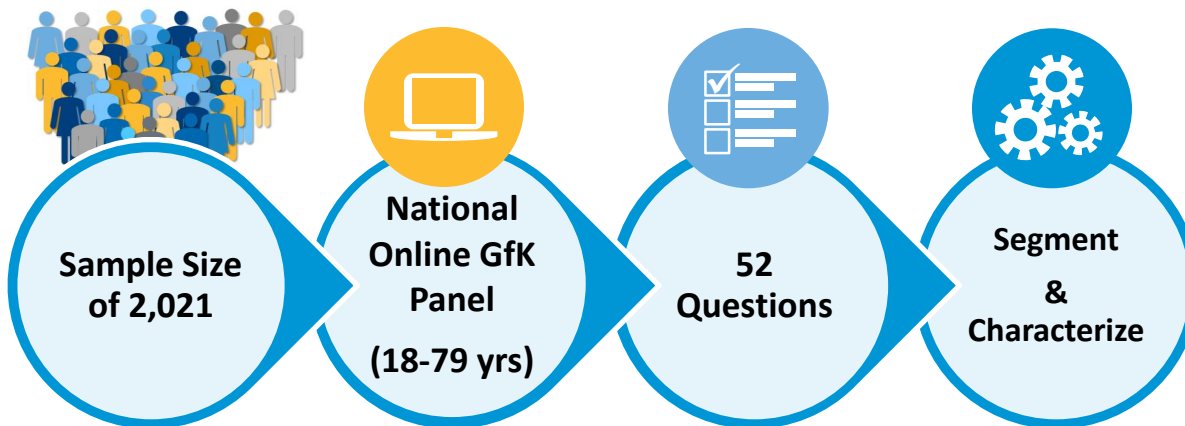 Sample Size
of 2,021
National
Online GfK
Panel
(18-79 yrs)
52
Questions
Segment
&
Characterize